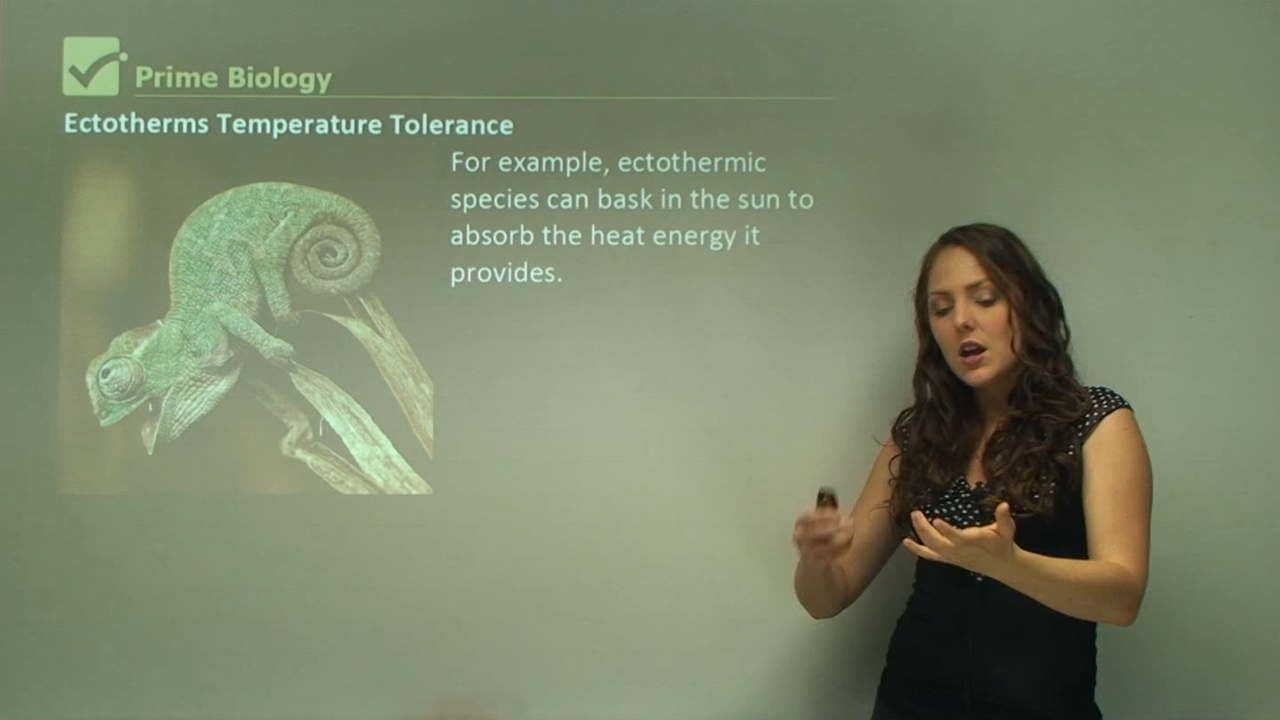 Prime Biology
Ectotherms Temperature Tolerance
For example, ectothermic
species can bask in the sun to
absorb the heat energy it
provides.